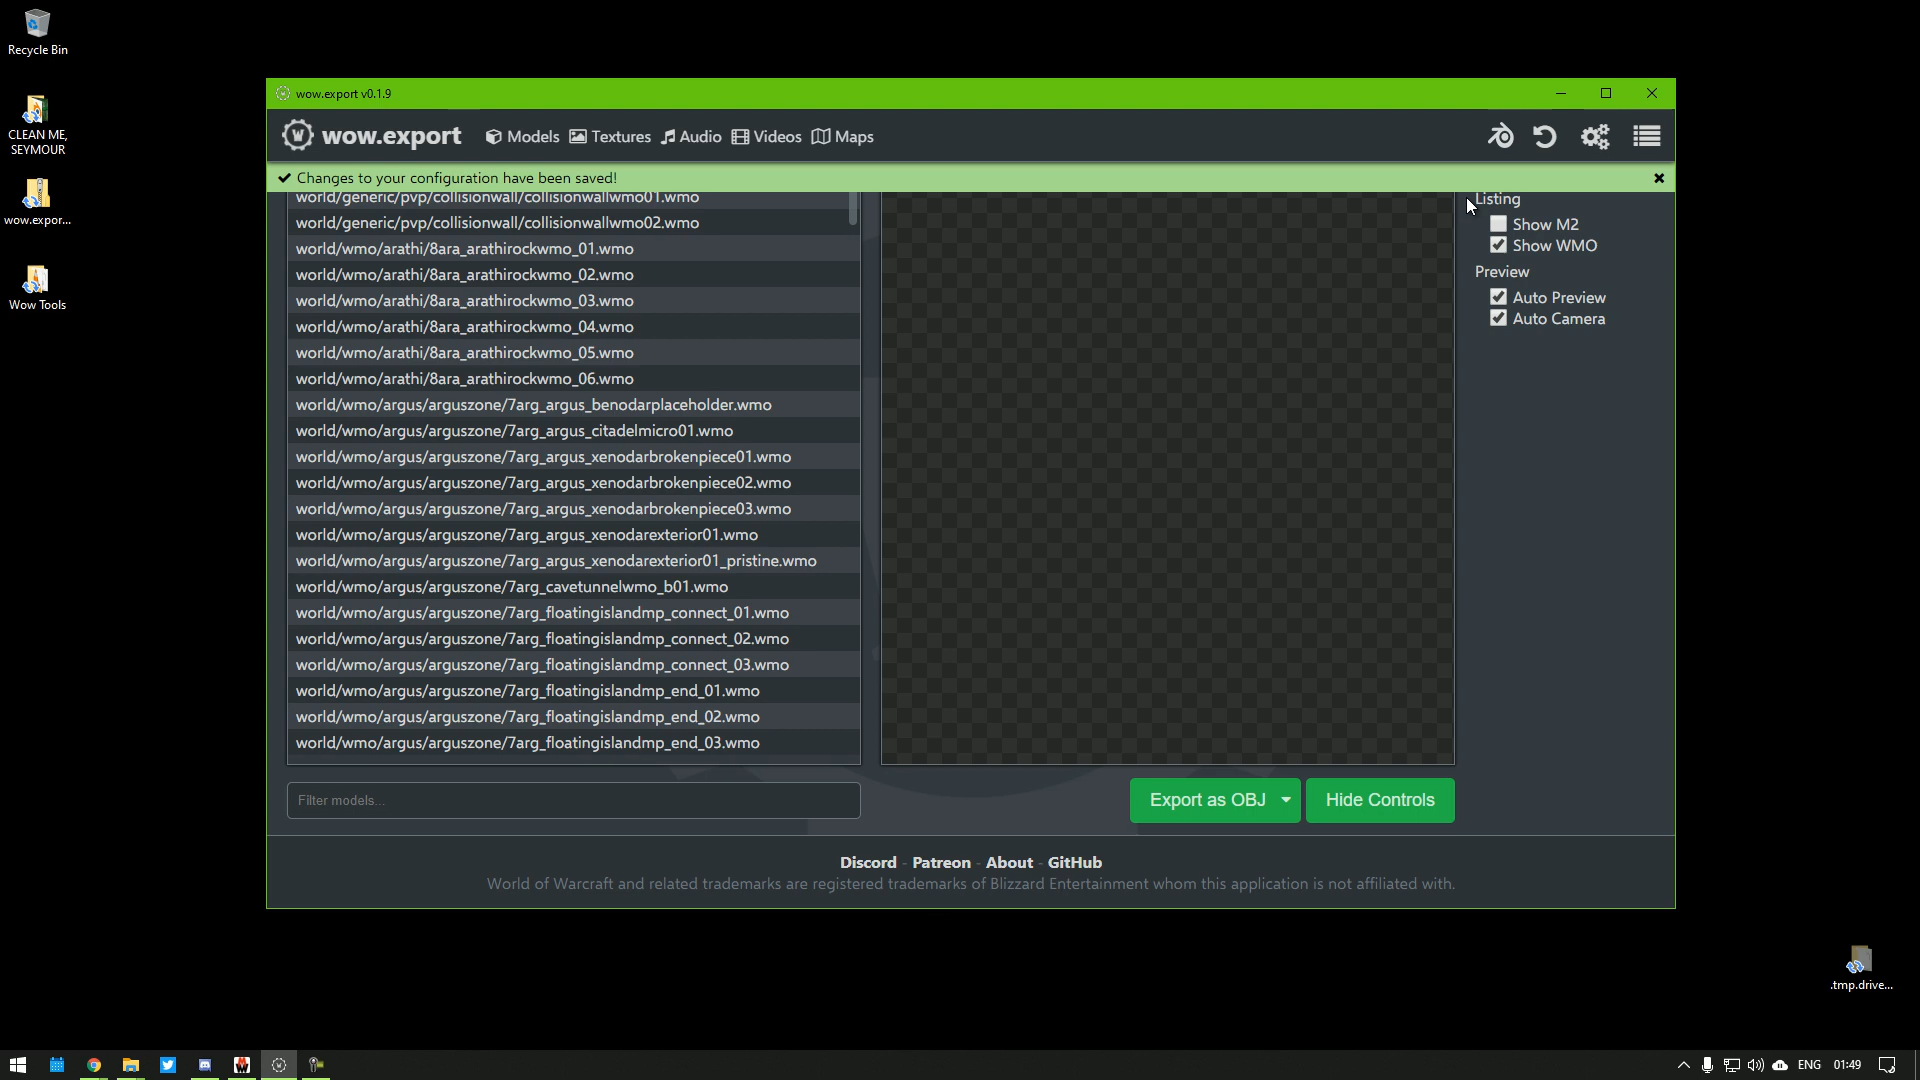 Recycle Bin
CLEAN ME,
SEYMOUR
wow.expor...
Wow Tools
wow.export v0.1.9
wow.export Models Textures Audio Videos Maps
Changes to your configuration have been saved!
world/generic/pvp/collisionwall/collisionwallwmo01.wmo
world/generic/pvp/collisionwall/collisionwallwmo02.wmo
world/wmo/arathi/8ara_arathirockwmo_01.wmo
world/wmo/arathi/8ara_arathirockwmo_02.wmo
world/wmo/arathi/8ara_arathirockwmo_03.wmo
world/wmo/arathi/8ara_arathirockwmo_04.wmo
world/wmo/arathi/8ara_arathirockwmo_05.wmo
world/wmo/arathi/8ara_arathirockwmo_06.wmo
world/wmo/argus/arguszone/7arg_argus_benodarplaceholder.wmo
world/wmo/argus/arguszone/7arg_argus_citadelmicro01.wmo
world/wmo/argus/arguszone/7arg_argus_xenodarbrokenpiece01.wmo
world/wmo/argus/arguszone/7arg_argus_xenodarbrokenpiece02.wmo
world/wmo/argus/arguszone/7arg_argus_xenodarbrokenpiece03.wmo
world/wmo/argus/arguszone/7arg_argus_xenodarexterior01.wmo
world/wmo/argus/arguszone/7arg_argus_xenodarexterior01_pristine.wmo
world/wmo/argus/arguszone/7arg_cavetunnelwmo_b01.wmo
world/wmo/argus/arguszone/7arg_floatingislandmp_connect_01.wmo
world/wmo/argus/arguszone/7arg_floatingislandmp_connect_02.wmo
world/wmo/argus/arguszone/7arg_floatingislandmp_connect_03.wmo
world/wmo/argus/arguszone/7arg_floatingislandmp_end_01.wmo
world/wmo/argus/arguszone/7arg_floatingislandmp_end_02.wmo
world/wmo/argus/arguszone/7arg_floatingislandmp_end_03.wmo
Listing
Show M2
Show WMO
Preview
Auto Preview
Auto Camera
Filter models...
Export as OBJ
Hide Controls
Discord - Patreon - About - GitHub
World of Warcraft and related trademarks are registered trademarks of Blizzard Entertainment whom this application is not affiliated with.
.tmp.drive...
ENG 01:49